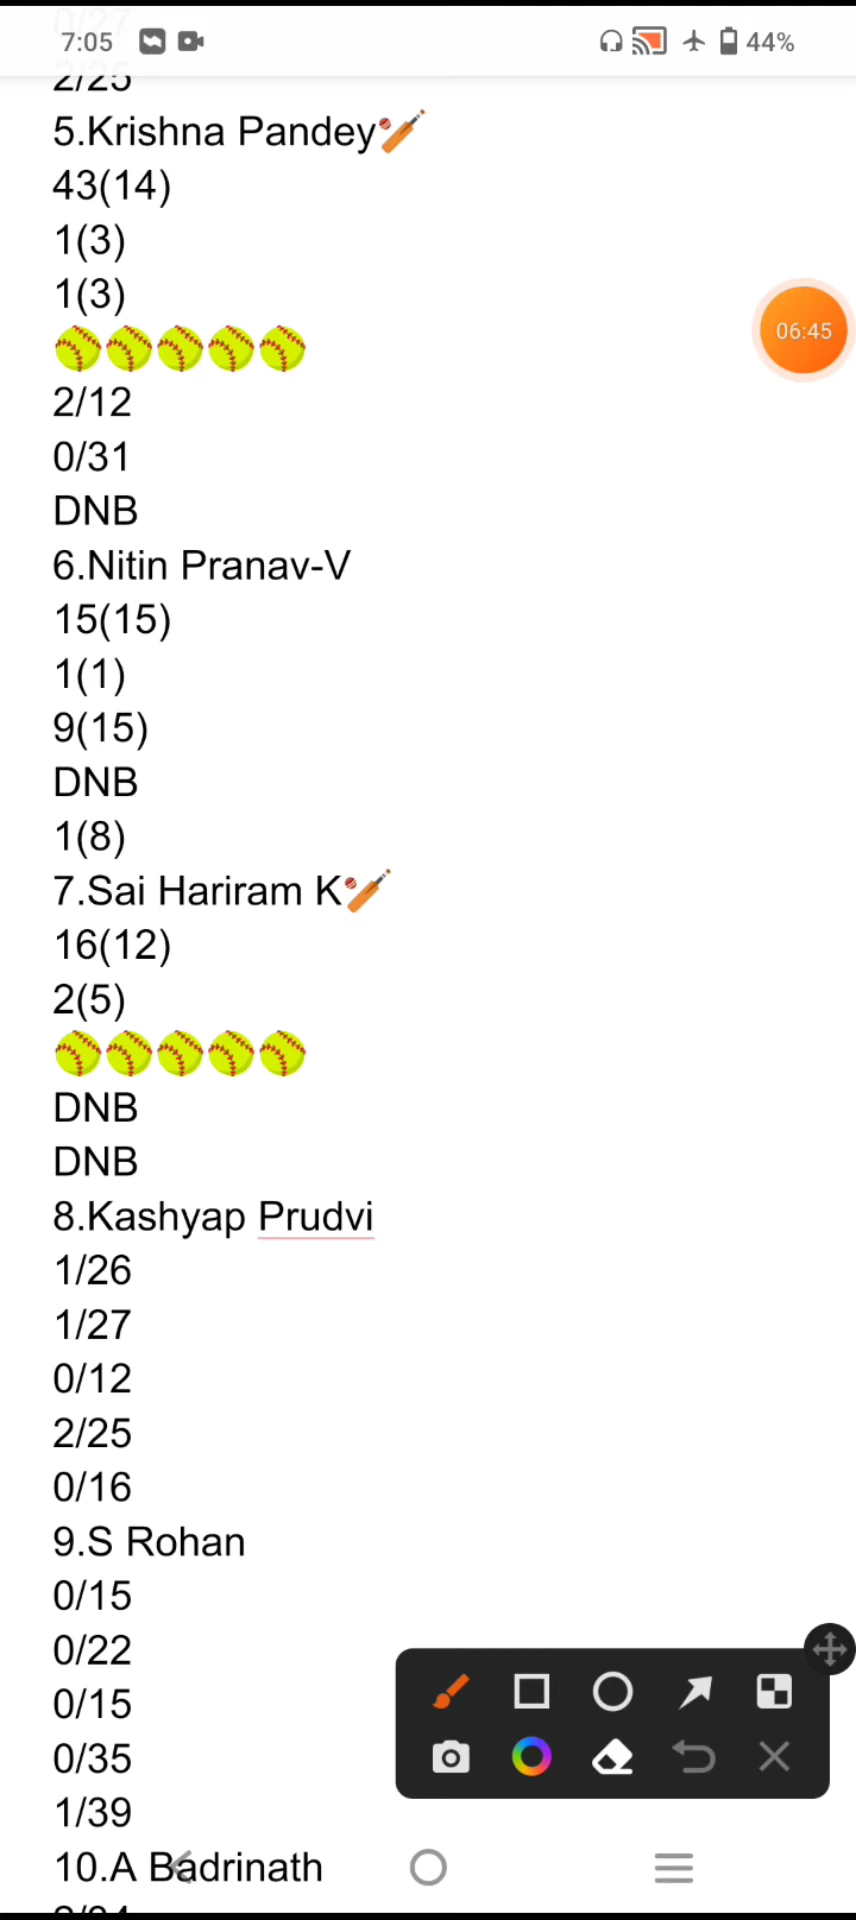 7:05 44%
2/25
5.Krishna Pandey🏏
43(14)
1(3)
1(3)
🥎🥎🥎🥎🥎
2/12
0/31
DNB
6.Nitin Pranav-V
15(15)
1(1)
9(15)
DNB
1(8)
7.Sai Hariram K🏏
16(12)
2(5)
🥎🥎🥎🥎🥎
DNB
DNB
8.Kashyap Prudvi
1/26
1/27
0/12
2/25
0/16
9.S Rohan
0/15
0/22
0/15
0/35
1/39
10.A Badrinath
06:45